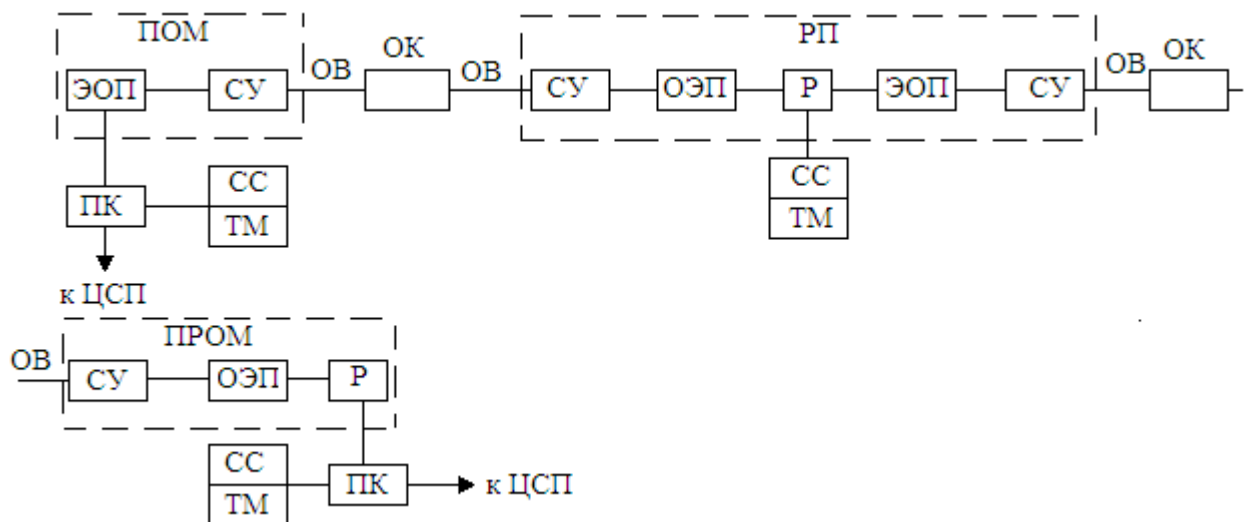 ПОМ
ОВ
ОК
ОВ
РП
ОВ
ОК
ЭОП
СУ
СУ
ОЭП
Р
ЭОП
СУ
ПК
СС
ТМ
СС
ТМ
к ЦСП
ПРОМ
ОВ
СУ
ОЭП
Р
СС
ТМ
ПК
к ЦСП